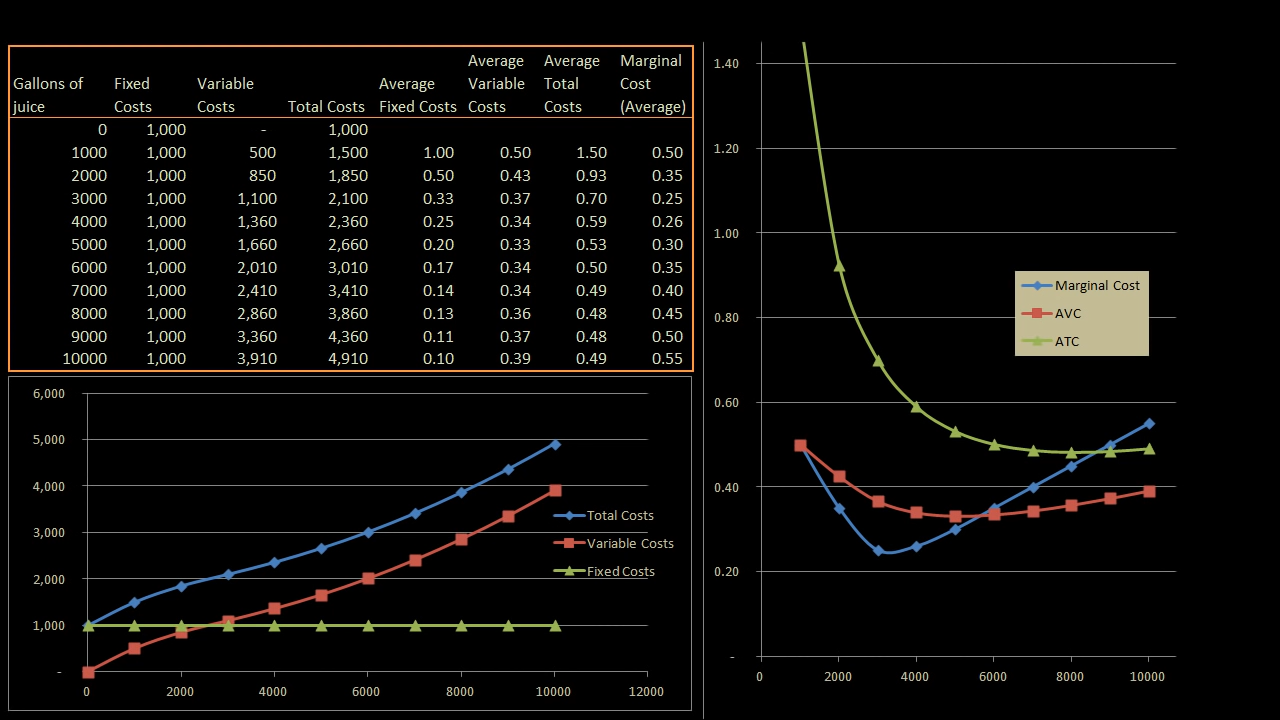 Average Average Marginal
Gallons of Fixed Variable Average Variable Total Cost
juice Costs Costs Total Costs Fixed Costs Costs Costs (Average)
0 1,000 - 1,000
1000 1,000 500 1,500 1.00 0.50 1.50 0.50
2000 1,000 850 1,850 0.50 0.43 0.93 0.35
3000 1,000 1,100 2,100 0.33 0.37 0.70 0.25
4000 1,000 1,360 2,360 0.25 0.34 0.59 0.26
5000 1,000 1,660 2,660 0.20 0.33 0.53 0.30
6000 1,000 2,010 3,010 0.17 0.34 0.50 0.35
7000 1,000 2,410 3,410 0.14 0.34 0.49 0.40
8000 1,000 2,860 3,860 0.13 0.36 0.48 0.45
9000 1,000 3,360 4,360 0.11 0.37 0.48 0.50
10000 1,000 3,910 4,910 0.10 0.39 0.49 0.55
6,000
5,000
4,000
3,000
2,000
1,000
-
0 2000 4000 6000 8000 10000 12000
Total Costs
Variable Costs
Fixed Costs
1.40
1.20
1.00
0.80
0.60
0.40
0.20
-
0 2000 4000 6000 8000 10000
Marginal Cost
AVC
ATC